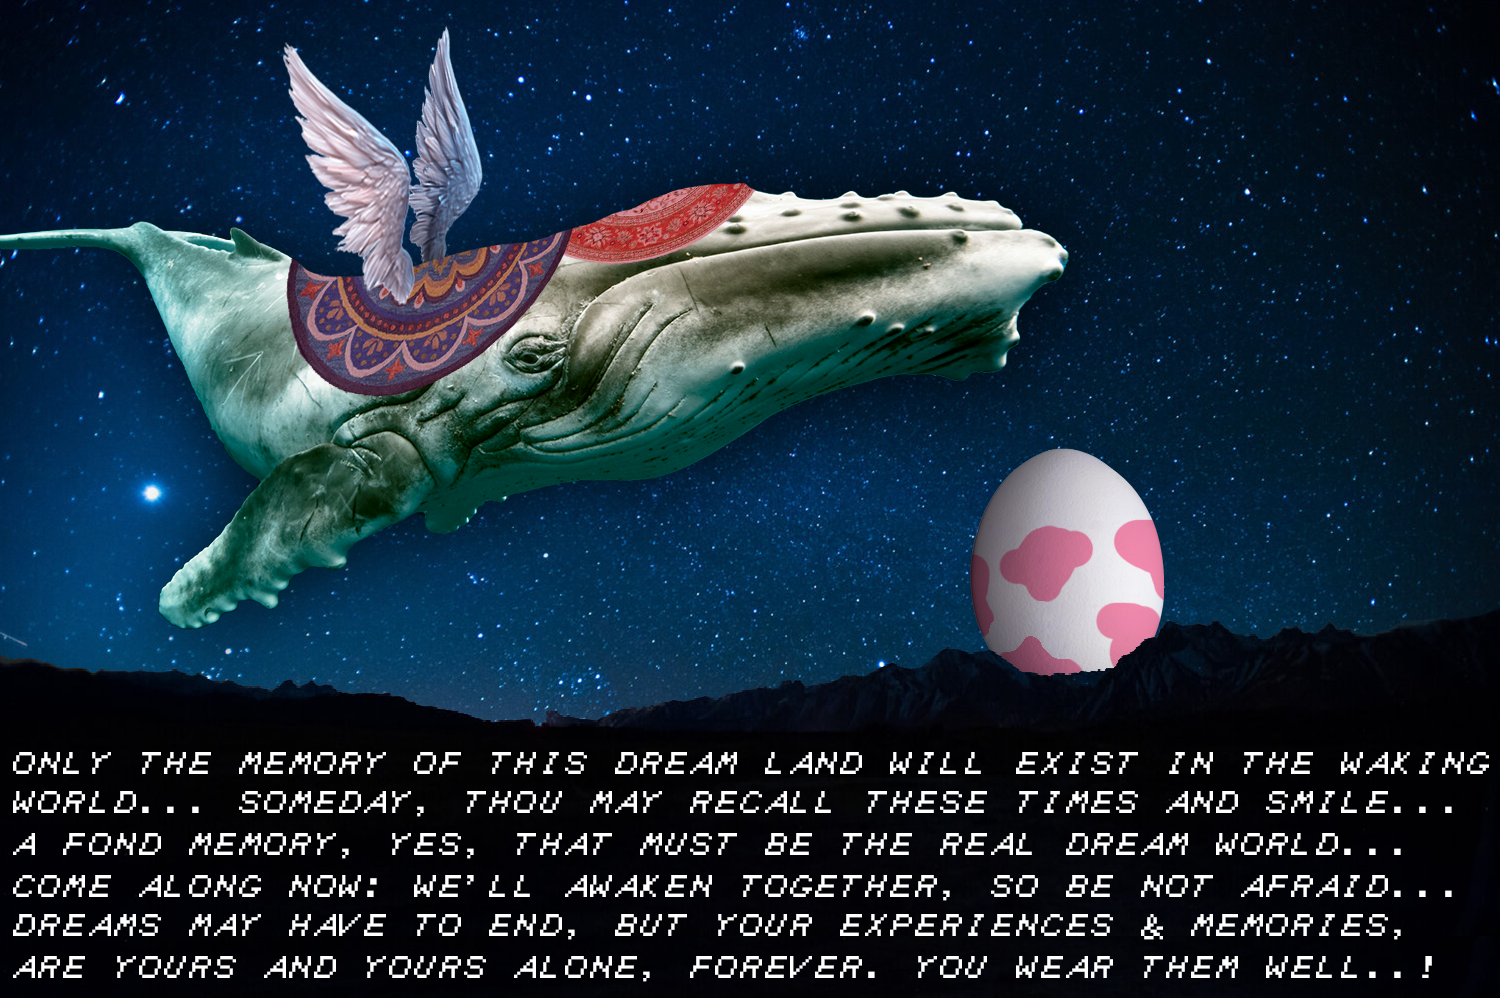 ONLY THE MEMORY OF THIS DREAM LAND WILL EXIST IN THE WAKING
WORLD... SOMEDAY, THOU MAY RECALL THESE TIMES AND SMILE...
A FOND MEMORY, YES, THAT MUST BE THE REAL DREAM WORLD...
COME ALONG NOW: WE'LL AWAKEN TOGETHER, SO BE NOT AFRAID...
DREAMS MAY HAVE TO END, BUT YOUR EXPERIENCES & MEMORIES,
ARE YOURS AND YOURS ALONE, FOREVER. YOU WEAR THEM WELL..!